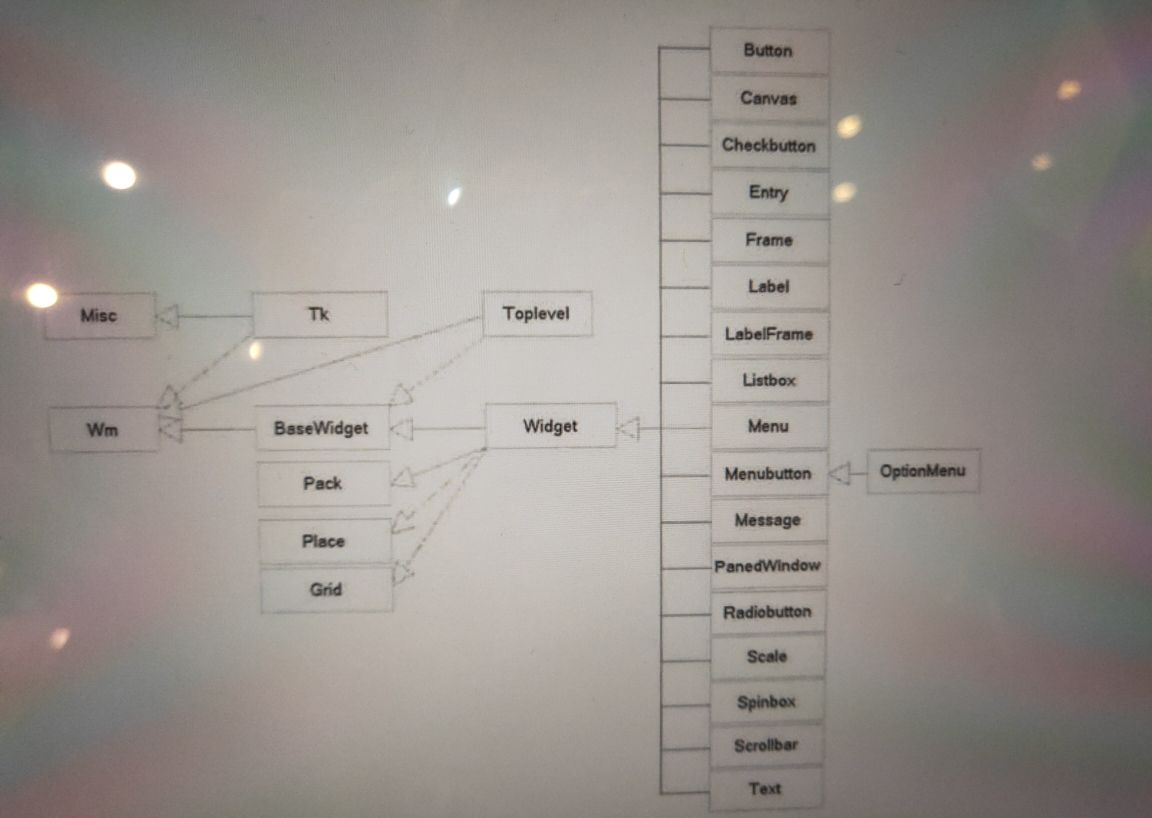 Misc
Tk
Toplevel
Wm
BaseWidget
Widget
Pack
Place
Grid
Button
Canvas
Checkbutton
Entry
Frame
Label
LabelFrame
Listbox
Menu
Menubutton
OptionMenu
Message
PanedWindow
Radiobutton
Scale
Spinbox
Scrollbar
Text